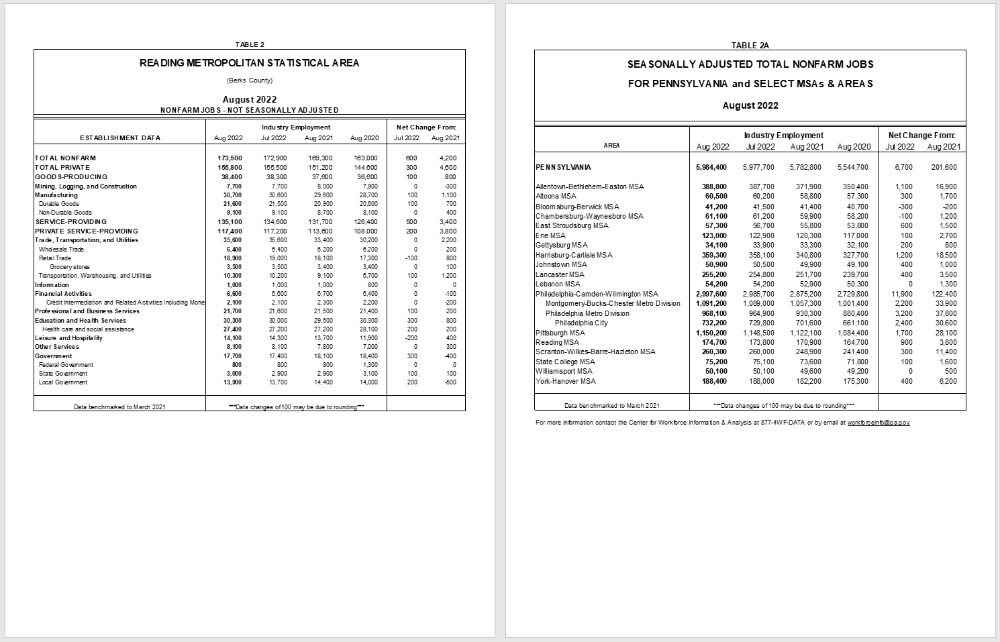 TABLE 2
READING METROPOLITAN STATISTICAL AREA
(Berks County)
August 2022
NONFARM JOBS - NOT SEASONALLY ADJUSTED
Industry Employment Net Change From:
ESTABLISHMENT DATA Aug 2022 Jul 2022 Aug 2021 Aug 2020 Jul 2022 Aug 2021
TOTAL NONFARM 173,500 172,900 169,300 163,000 600 4,200
TOTAL PRIVATE 155,800 155,500 151,200 144,600 300 4,600
GOODS-PRODUCING 38,400 38,300 37,600 36,600 100 800
Mining, Logging, and Construction 7,700 7,700 8,000 7,900 0 -300
Manufacturing 30,700 30,600 29,600 28,700 100 1,100
Durable Goods 21,600 21,500 20,900 20,600 100 700
Non-Durable Goods 9,100 9,100 8,700 8,100 0 400
SERVICE-PROVIDING 135,100 134,600 131,700 126,400 500 3,400
PRIVATE SERVICE-PROVIDING 117,400 117,200 113,600 108,000 200 3,800
Trade, Transportation, and Utilities 35,600 35,600 33,400 30,200 0 2,200
Wholesale Trade 6,400 6,400 6,200 6,200 0 200
Retail Trade 18,900 19,000 18,100 17,300 -100 800
Grocery stores 3,500 3,500 3,400 3,400 0 100
Transportation, Warehousing, and Utilities 10,300 10,200 9,100 6,700 100 1,200
Information 1,000 1,000 1,000 800 0 0
Financial Activities 6,600 6,600 6,700 6,400 0 -100
Credit Intermediation and Related Activities including Mone 2,100 2,100 2,300 2,200 0 -200
Professional and Business Services 21,700 21,600 21,500 21,400 100 200
Education and Health Services 30,300 30,000 29,500 30,300 300 800
Health care and social assistance 27,400 27,200 27,200 28,100 200 200
Leisure and Hospitality 14,100 14,300 13,700 11,900 -200 400
Other Services 8,100 8,100 7,800 7,000 0 300
Government 17,700 17,400 18,100 18,400 300 -400
Federal Government 800 800 800 1,300 0 0
State Government 3,000 2,900 2,900 3,100 100 100
Local Government 13,900 13,700 14,400 14,000 200 -500
Data benchmarked to March 2021 ***Data changes of 100 may be due to rounding***
TABLE 2A
SEASONALLY ADJUSTED TOTAL NONFARM JOBS
FOR PENNSYLVANIA and SELECT MSAs & AREAS
August 2022
Industry Employment Net Change From:
AREA Aug 2022 Jul 2022 Aug 2021 Aug 2020 Jul 2022 Aug 2021
PENNSYLVANIA 5,984,400 5,977,700 5,782,800 5,544,700 6,700 201,600
Allentown-Bethlehem-Easton MSA 388,800 387,700 371,900 350,400 1,100 16,900
Altoona MSA 60,500 60,200 58,800 57,300 300 1,700
Bloomsburg-Berwick MSA 41,200 41,500 41,400 40,700 -300 -200
Chambersburg-Waynesboro MSA 61,100 61,200 59,900 58,200 -100 1,200
East Stroudsburg MSA 57,300 56,700 55,800 53,800 600 1,500
Erie MSA 123,000 122,900 120,300 117,000 100 2,700
Gettysburg MSA 34,100 33,900 33,300 32,100 200 800
Harrisburg-Carlisle MSA 359,300 358,100 340,800 327,700 1,200 18,500
Johnstown MSA 50,900 50,500 49,900 49,100 400 1,000
Lancaster MSA 255,200 254,800 251,700 239,700 400 3,500
Lebanon MSA 54,200 54,200 52,900 50,300 0 1,300
Philadelphia-Camden-Wilmington MSA 2,997,600 2,985,700 2,875,200 2,729,800 11,900 122,400
Montgomery-Bucks-Chester Metro Division 1,091,200 1,089,000 1,057,300 1,001,400 2,200 33,900
Philadelphia Metro Division 968,100 964,900 930,300 880,400 3,200 37,800
Philadelphia City 732,200 729,800 701,600 661,100 2,400 30,600
Pittsburgh MSA 1,150,200 1,148,500 1,122,100 1,084,400 1,700 28,100
Reading MSA 174,700 173,800 170,900 164,700 900 3,800
Scranton-Wilkes-Barre-Hazleton MSA 260,300 260,000 248,900 241,400 300 11,400
State College MSA 75,200 75,100 73,600 71,800 100 1,600
Williamsport MSA 50,100 50,100 49,600 49,200 0 500
York-Hanover MSA 188,400 188,000 182,200 175,300 400 6,200
Data benchmarked to March 2021 ***Data changes of 100 may be due to rounding***
For more information contact the Center for Workforce Information & Analysis at 877-4WF-DATA or by email at workforceinfo@pa.gov.